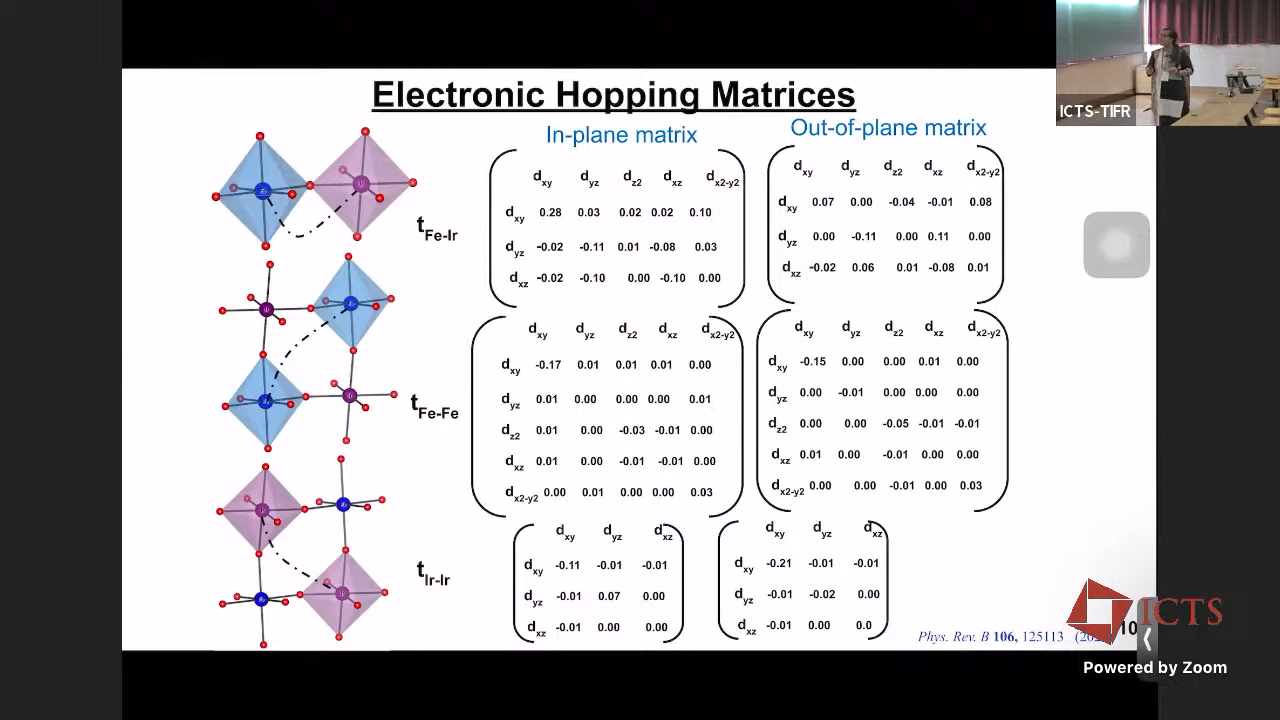 Electronic Hopping Matrices
ICTS-TIFR
In-plane matrix
Out-of-plane matrix
t Fe-Ir
dxy dyz dz2 dxz dx2-y2
dxy 0.28 0.03 0.02 0.02 0.10
dyz -0.02 -0.11 0.01 -0.08 0.03
dxz -0.02 -0.10 0.00 -0.10 0.00
dxy dyz dz2 dxz dx2-y2
dxy 0.07 0.00 -0.04 -0.01 0.08
dyz 0.00 -0.11 0.00 0.11 0.00
dxz -0.02 0.06 0.01 -0.08 0.01
t Fe-Fe
dxy dyz dz2 dxz dx2-y2
dxy -0.17 0.01 0.01 0.01 0.00
dyz 0.01 0.00 0.00 0.00 0.01
dz2 0.01 0.00 -0.03 -0.01 0.00
dxz 0.01 0.00 -0.01 -0.01 0.00
dx2-y2 0.00 0.01 0.00 0.00 0.03
dxy dyz dz2 dxz dx2-y2
dxy -0.15 0.00 0.00 0.01 0.00
dyz 0.00 -0.01 0.00 0.00 0.00
dz2 0.00 0.00 -0.05 -0.01 -0.01
dxz 0.01 0.00 -0.01 0.00 0.00
dx2-y2 0.00 0.00 -0.01 0.00 0.03
t Ir-Ir
dxy dyz dxz
dxy -0.11 -0.01 -0.01
dyz -0.01 0.07 0.00
dxz -0.01 0.00 0.00
dxy dyz dxz
dxy -0.21 -0.01 -0.01
dyz -0.01 -0.02 0.00
dxz -0.01 0.00 0.0
Phys. Rev. B 106, 125113
10
ICTS
Powered by Zoom